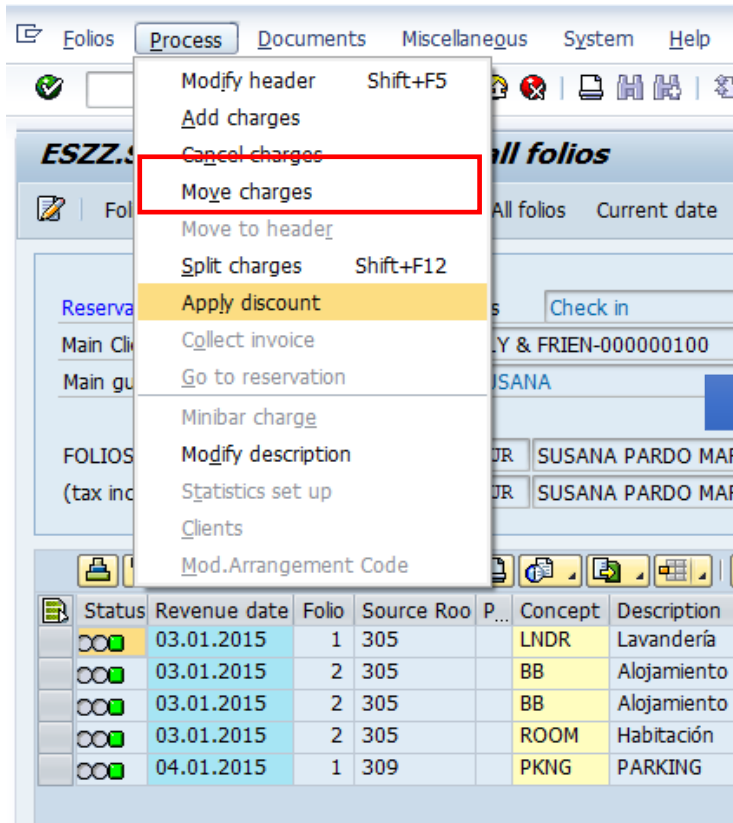 Folios Process Documents Miscellaneous System Help
Modify header Shift+F5
Add charges
ESZZ. Cancel charges all folios
Move charges
Fol All folios Current date
Move to header
Split charges Shift+F12
Reserva Apply discount s Check in
Main Cli Collect invoice LY & FRIEN-000000100
Main gu Go to reservation USANA
Minibar charge
FOLIOS Modify description UR SUSANA PARDO MAR
(tax inc Statistics set up UR SUSANA PARDO MAR
Clients
Mod.Arrangement Code
Status Revenue date Folio Source Roo P... Concept Description
03.01.2015 1 305 LNDR Lavandería
03.01.2015 2 305 BB Alojamiento
03.01.2015 2 305 BB Alojamiento
03.01.2015 2 305 ROOM Habitación
04.01.2015 1 309 PKNG PARKING